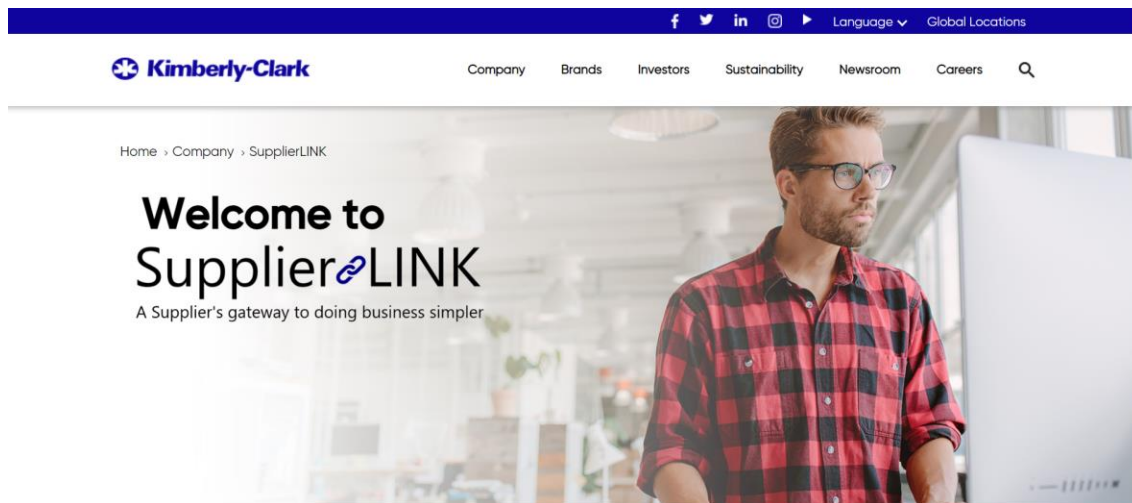 Language Global Locations
Kimberly-Clark
Company Brands Investors Sustainability Newsroom Careers
Home › Company › SupplierLINK
Welcome to
SupplierLINK
A Supplier's gateway to doing business simpler